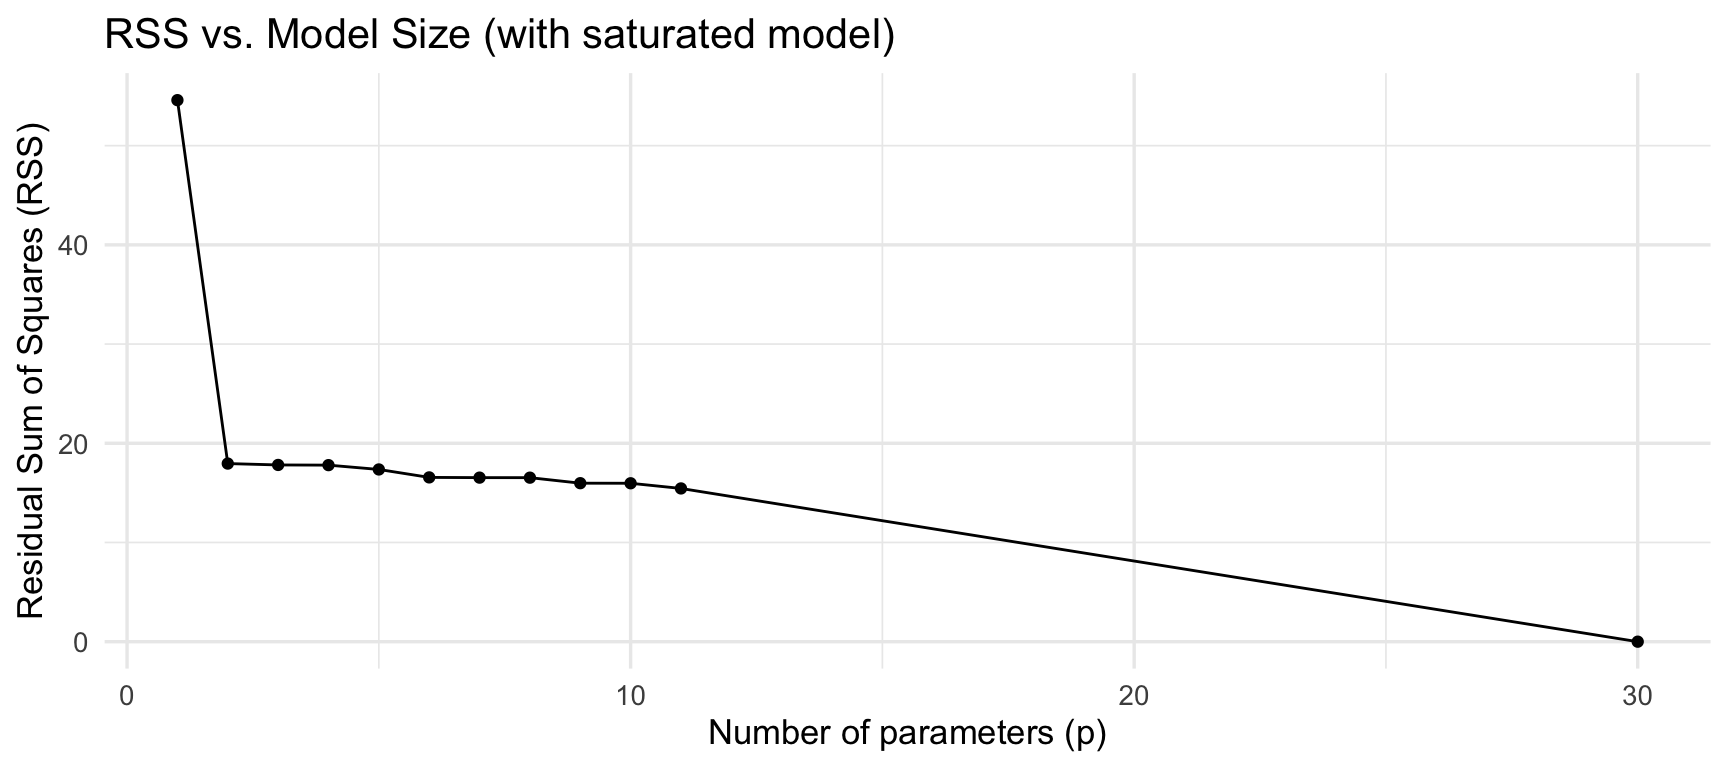 RSS vs. Model Size (with saturated model)
Residual Sum of Squares (RSS)
40
20
0
0 10 20 30
Number of parameters (p)